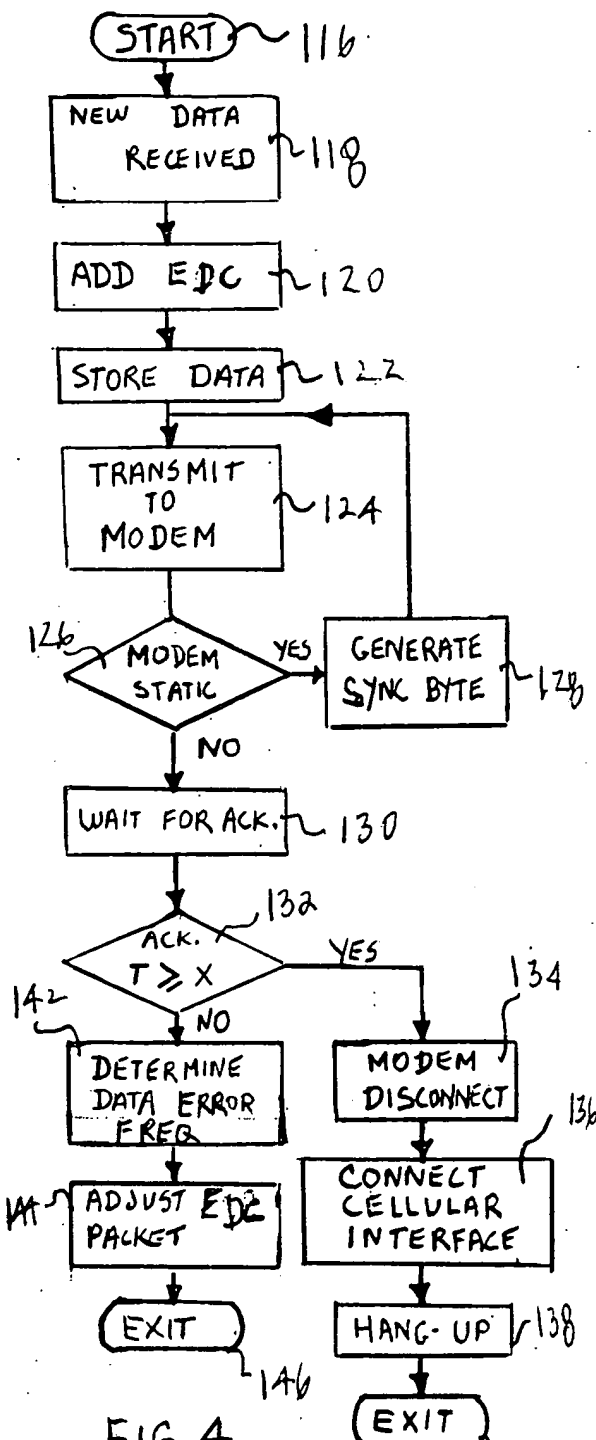 START 116
NEW DATA
RECEIVED 118
ADD EDC 120
STORE DATA 122
TRANSMIT
TO
MODEM
124
126
MODEM
STATIC
YES
GENERATE
SYNC BYTE
128
NO
WAIT FOR ACK. 130
132
ACK.
T ≥ X
YES
NO
142
DETERMINE
DATA ERROR
FREQ
134
MODEM
DISCONNECT
136
CONNECT
CELLULAR
INTERFACE
ADJUST EDC
PACKET
EXIT
146
HANG-UP 138
EXIT
FIG 4